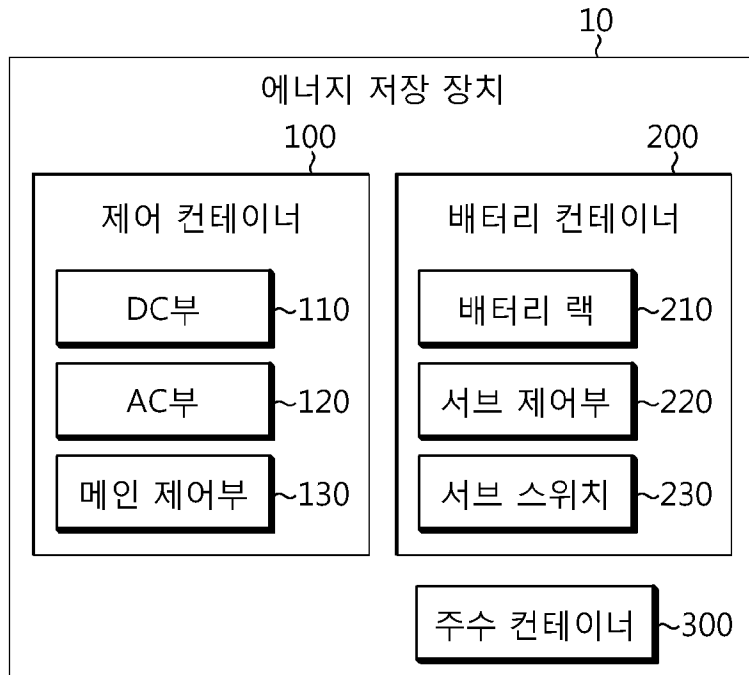 10
에너지 저장 장치
100
제어 컨테이너
DC부
110
AC부
120
메인 제어부
130
200
배터리 컨테이너
배터리 랙
210
서브 제어부
220
서브 스위치
230
주수 컨테이너
300